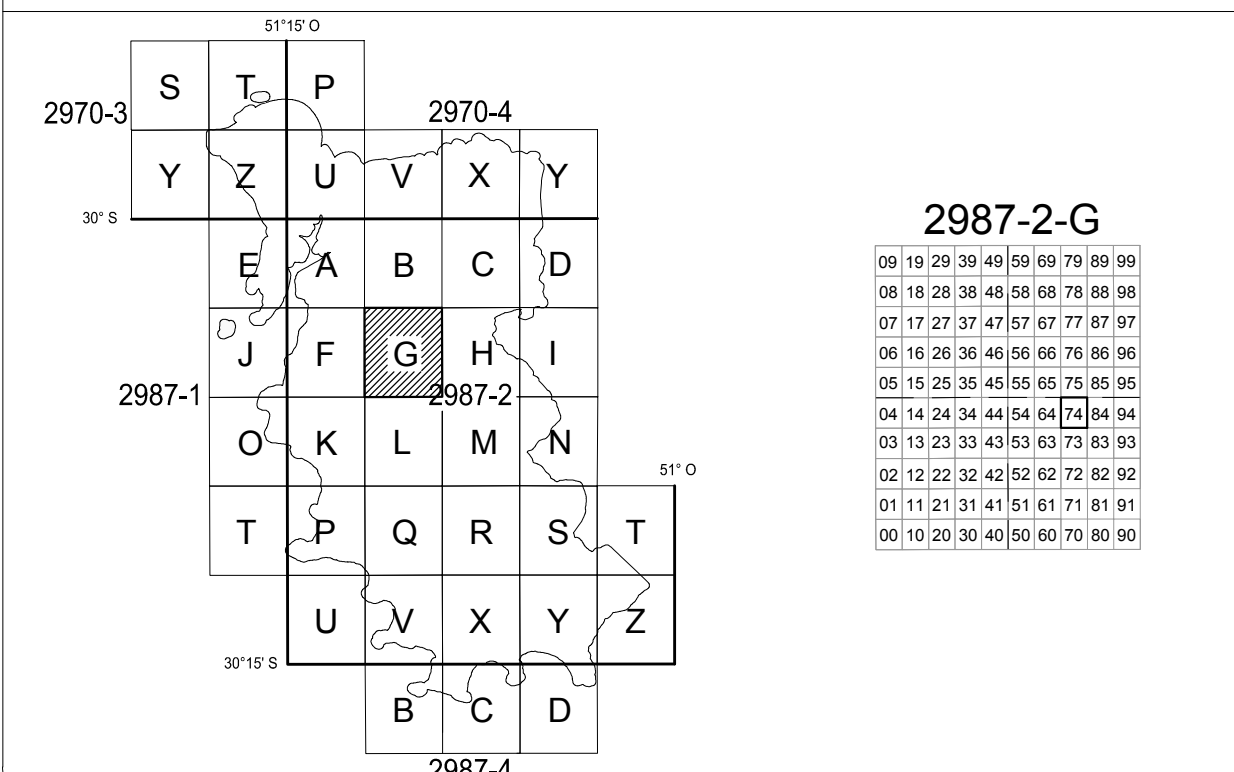 51°15' O
S T P
2970-3
2970-4
Y Z U V X Y
30° S
E A B C D
J F G H I
2987-1
2987-2
O K L M N
51° O
T P Q R S T
U V X Y Z
30°15' S
B C D
2987-4
2987-2-G
09 19 29 39 49 59 69 79 89 99
08 18 28 38 48 58 68 78 88 98
07 17 27 37 47 57 67 77 87 97
06 16 26 36 46 56 66 76 86 96
05 15 25 35 45 55 65 75 85 95
04 14 24 34 44 54 64 74 84 94
03 13 23 33 43 53 63 73 83 93
02 12 22 32 42 52 62 72 82 92
01 11 21 31 41 51 61 71 81 91
00 10 20 30 40 50 60 70 80 90